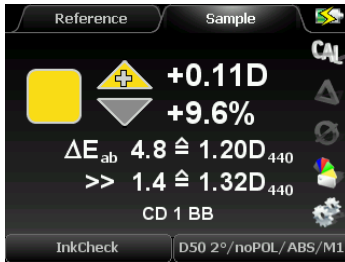 Reference Sample
CAL
+0.11D
+9.6%
ΔEab 4.8 ≙ 1.20D440
>> 1.4 ≙ 1.32D440
CD 1 BB
InkCheck D50 2°/noPOL/ABS/M1